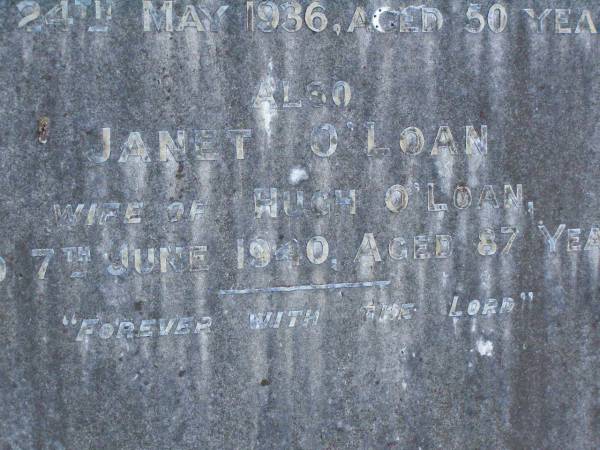 24TH MAY 1936, AGED 50 YEA
ALSO
JANET O'LOAN
WIFE OF HUGH O'LOAN,
D 7TH JUNE 1940, AGED 87 YEA
"FOREVER WITH THE LORD"